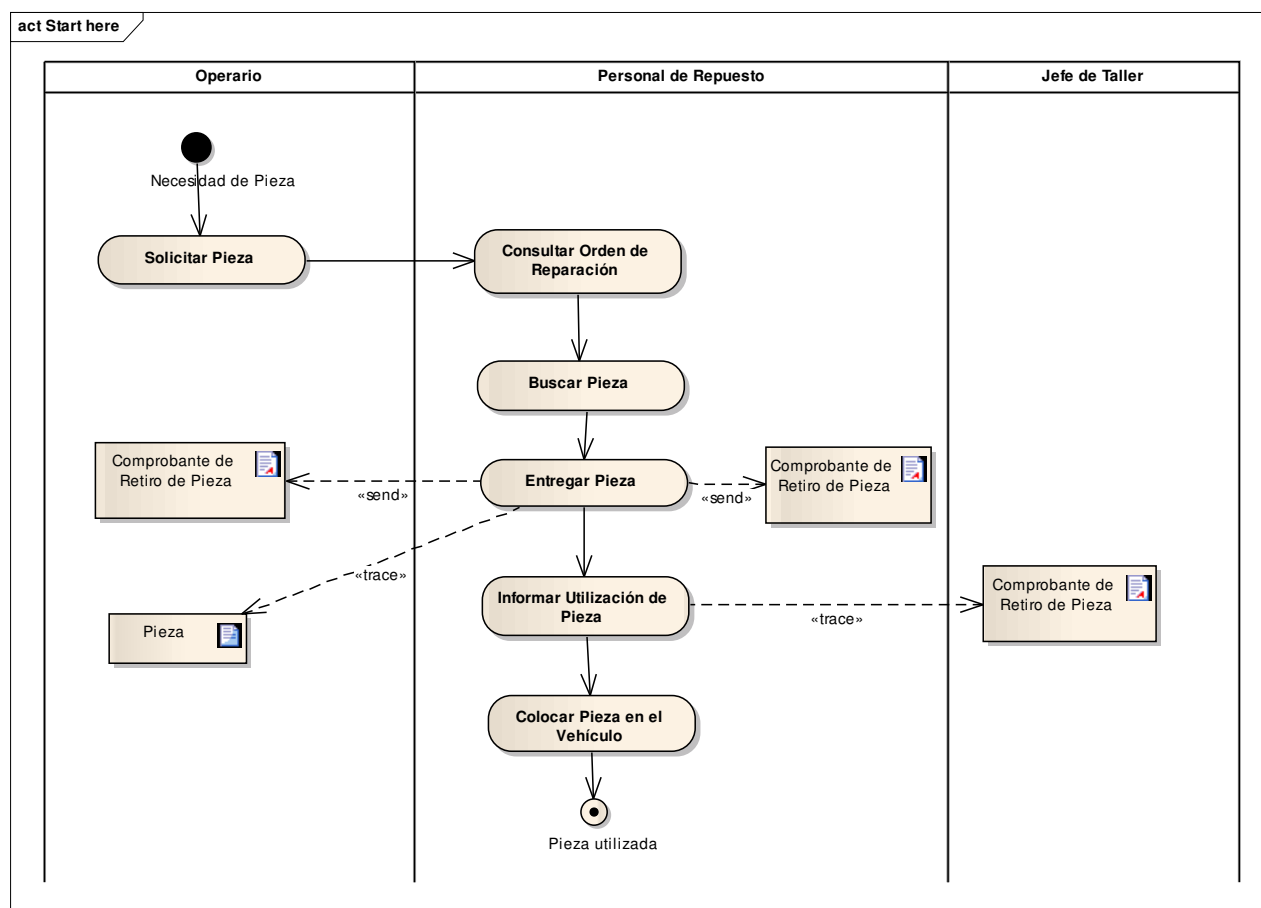 act Start here
Operario
Personal de Repuesto
Jefe de Taller
Necesidad de Pieza
Solicitar Pieza
Consultar Orden de
Reparación
Buscar Pieza
Comprobante de
Retiro de Pieza
«send»
Entregar Pieza
«send»
Comprobante de
Retiro de Pieza
«trace»
Pieza
Informar Utilización de
Pieza
«trace»
Comprobante de
Retiro de Pieza
Colocar Pieza en el
Vehículo
Pieza utilizada